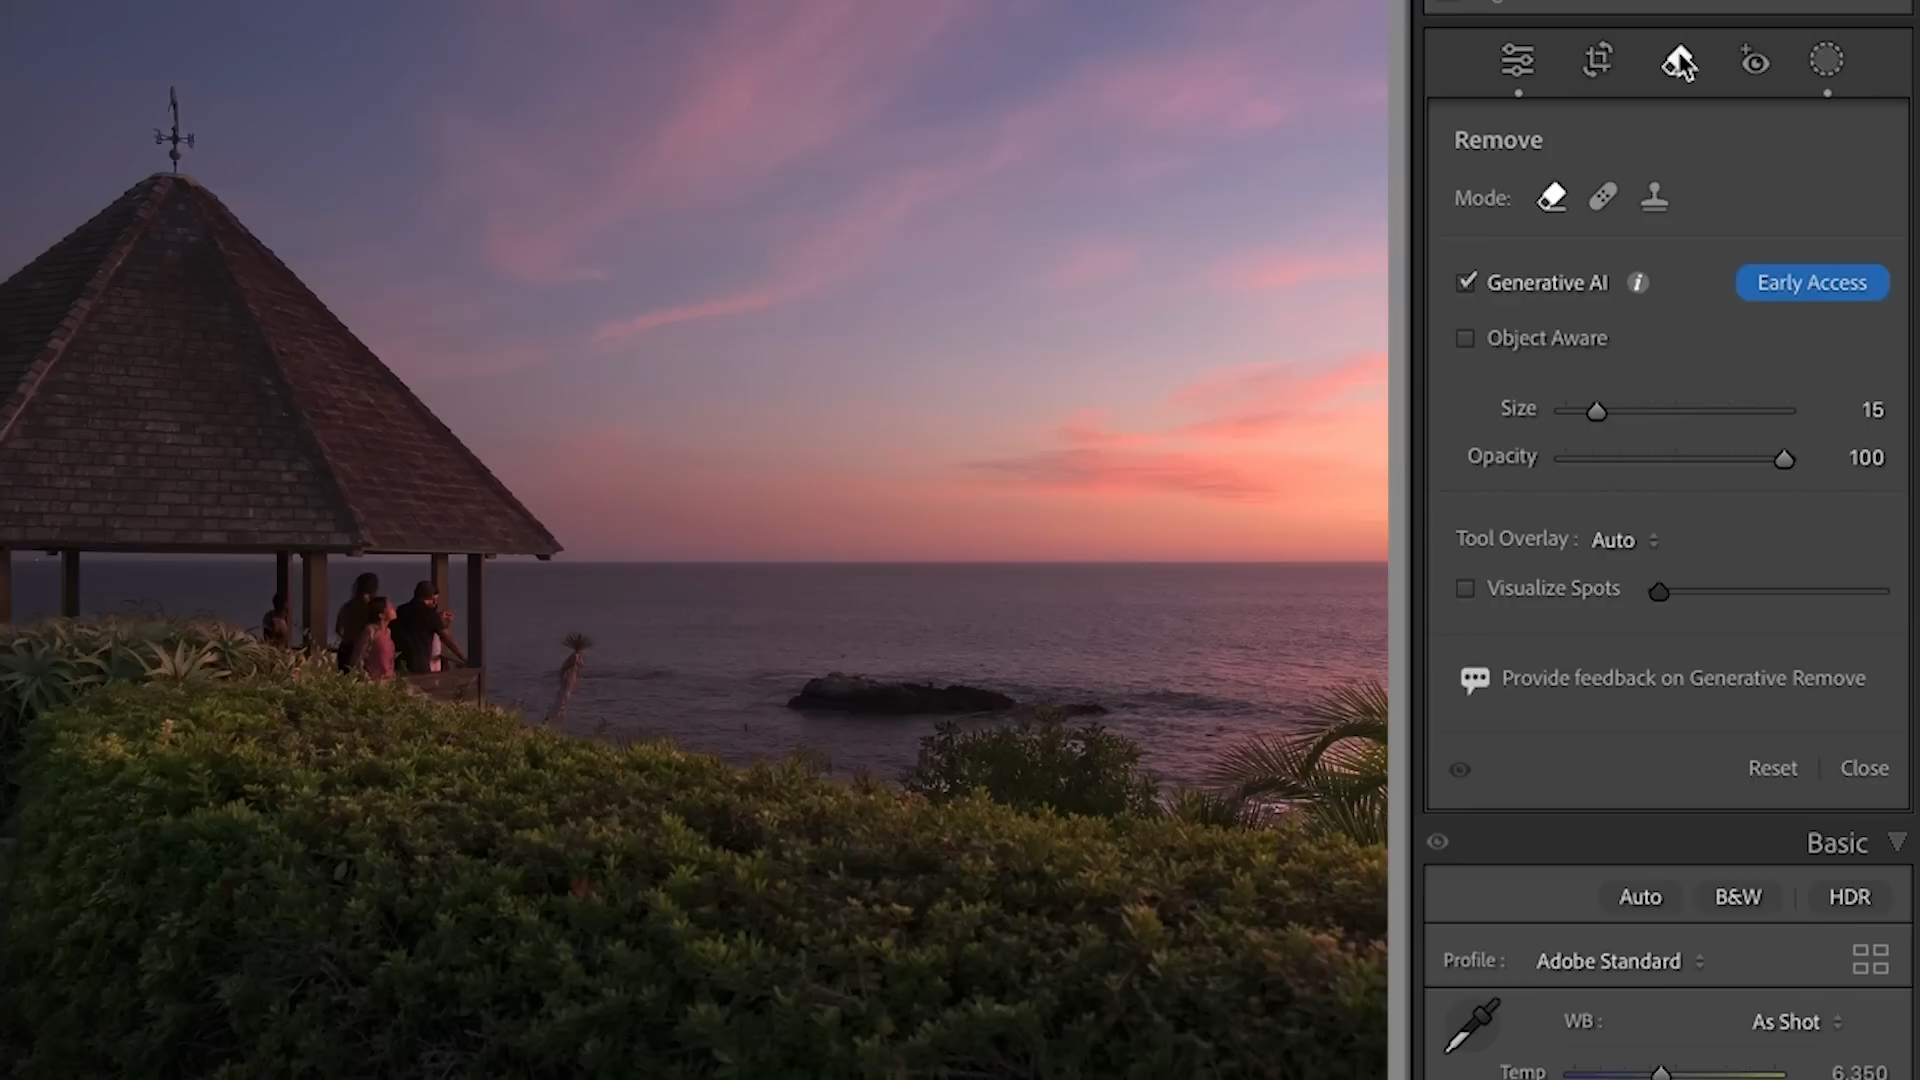 Remove
Mode:
Generative AI i Early Access
Object Aware
Size 15
Opacity 100
Tool Overlay : Auto
Visualize Spots
Provide feedback on Generative Remove
Reset Close
Basic
Auto B&W HDR
Profile : Adobe Standard
WB : As Shot
Temp 6,350